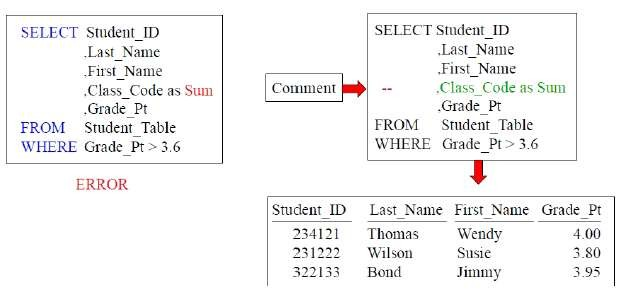 SELECT Student_ID
,Last_Name
,First_Name
,Class_Code as Sum
,Grade_Pt
FROM Student_Table
WHERE Grade_Pt > 3.6
ERROR
Comment
SELECT Student_ID
,Last_Name
,First_Name
-- ,Class_Code as Sum
,Grade_Pt
FROM Student_Table
WHERE Grade_Pt > 3.6
Student_ID Last_Name First_Name Grade_Pt
234121 Thomas Wendy 4.00
231222 Wilson Susie 3.80
322133 Bond Jimmy 3.95